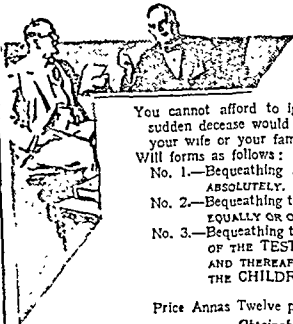 You cannot afford to ig
sudden decease would
your wife or your fam
Will forms as follows:
No. 1.—Bequeathing
ABSOLUTELY.
No. 2.—Bequeathing t
EQUALLY OR O
No. 3.—Bequeathing t
OF THE TEST
AND THEREAF
THE CHILDR
Price Annas Twelve p